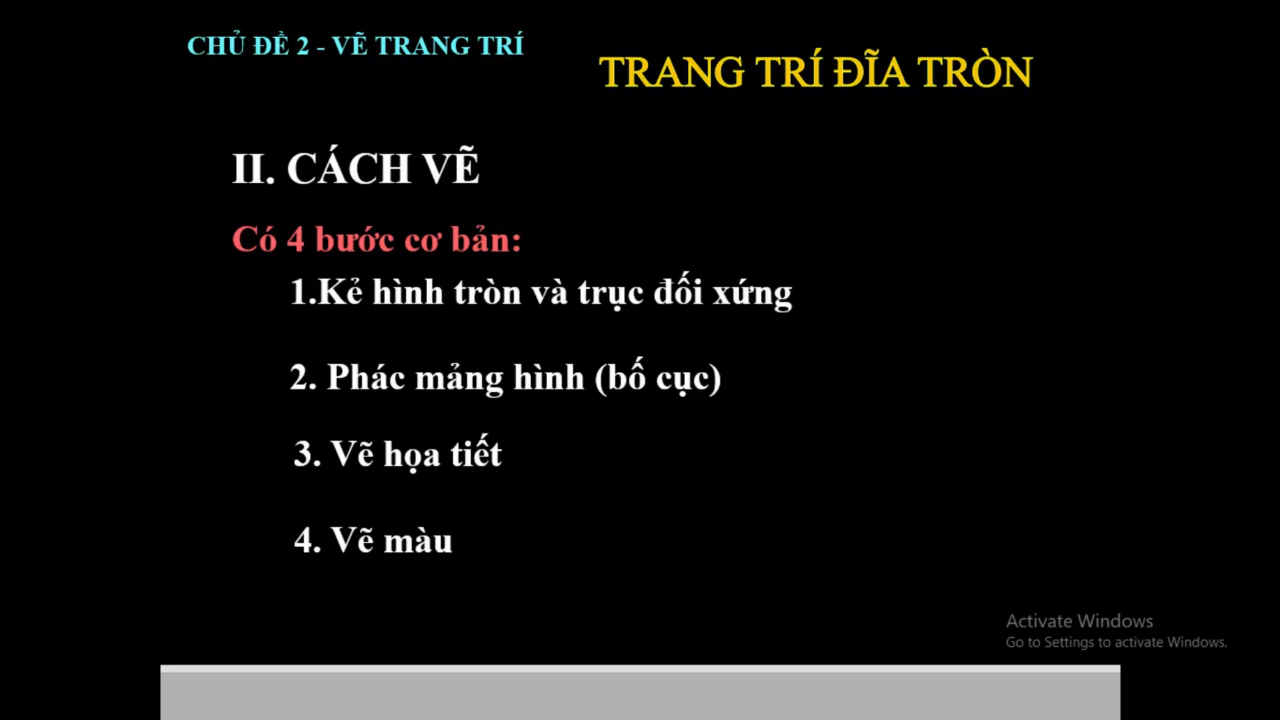 CHỦ ĐỀ 2 - VẼ TRANG TRÍ
TRANG TRÍ ĐĨA TRÒN
II. CÁCH VẼ
Có 4 bước cơ bản:
1.Kẻ hình tròn và trục đối xứng
2. Phác mảng hình (bố cục)
3. Vẽ họa tiết
4. Vẽ màu
Activate Windows
Go to Settings to activate Windows.